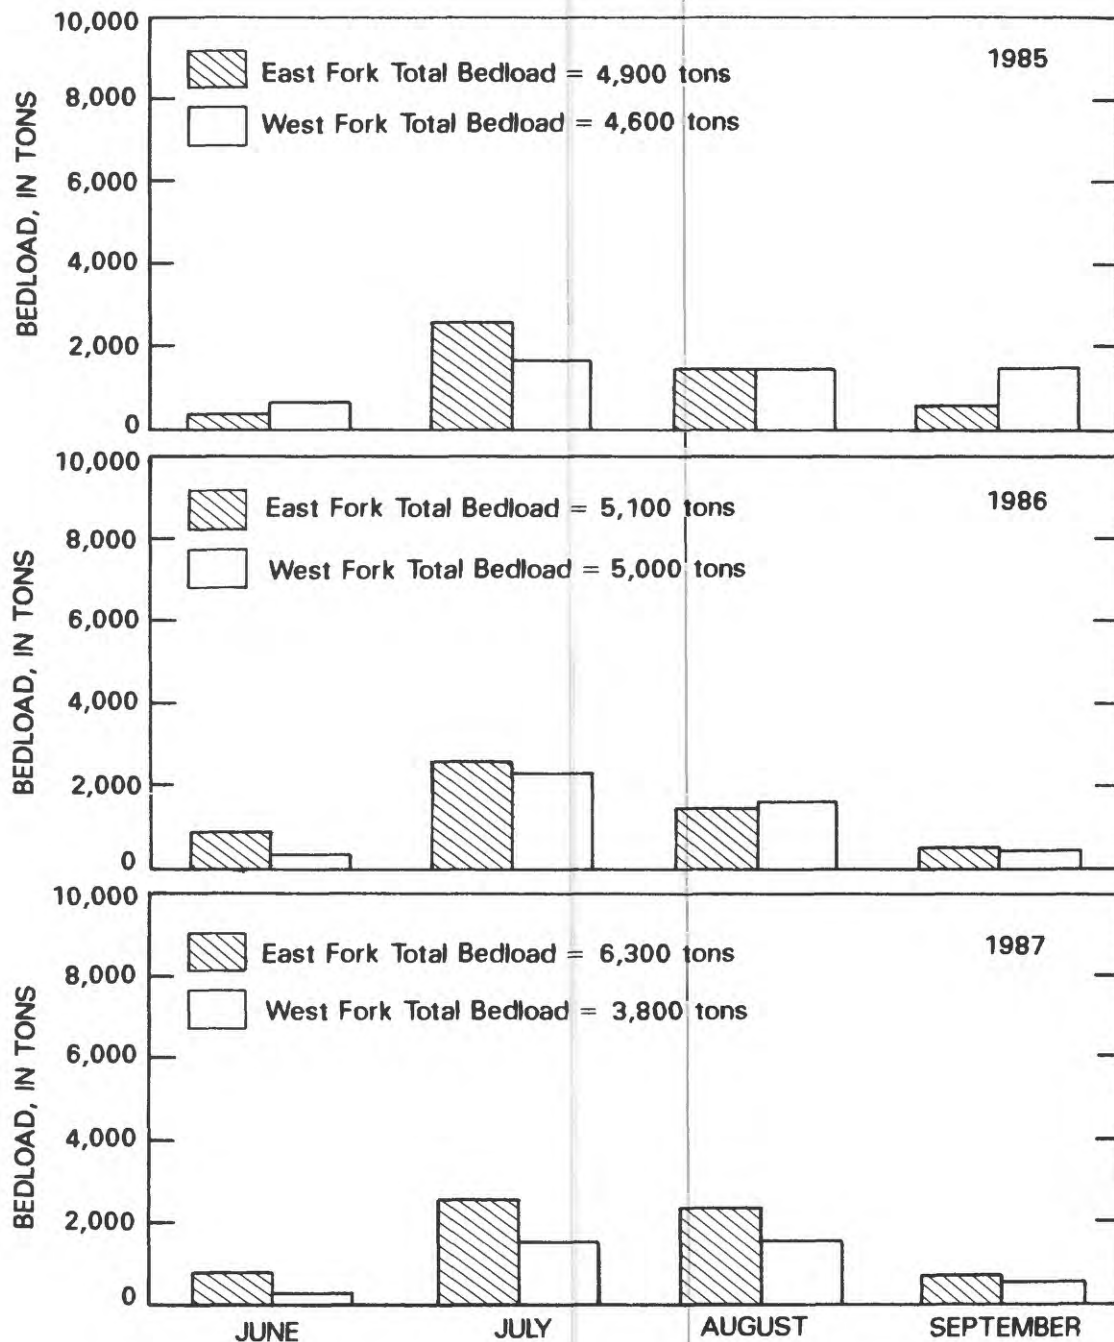 10,000
8,000
6,000
4,000
2,000
0
BEDLOAD, IN TONS
East Fork Total Bedload = 4,900 tons
West Fork Total Bedload = 4,600 tons
1985
10,000
8,000
6,000
4,000
2,000
0
BEDLOAD, IN TONS
East Fork Total Bedload = 5,100 tons
West Fork Total Bedload = 5,000 tons
1986
10,000
8,000
6,000
4,000
2,000
0
BEDLOAD, IN TONS
East Fork Total Bedload = 6,300 tons
West Fork Total Bedload = 3,800 tons
1987
JUNE JULY AUGUST SEPTEMBER